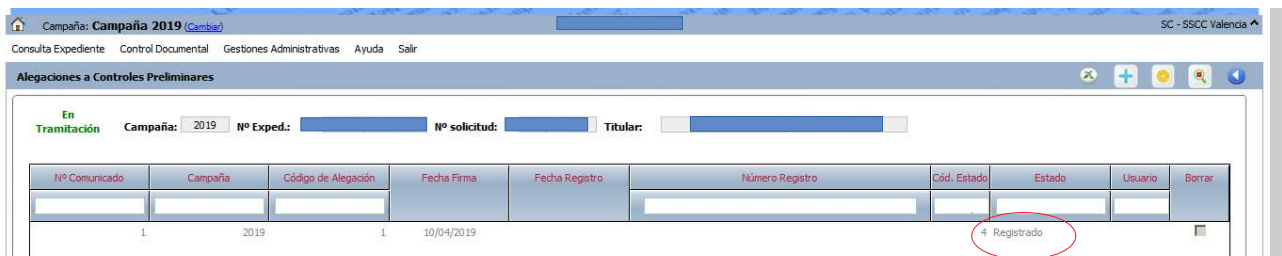 Campaña: Campaña 2019 (Cambiar) SC - SSCC Valencia
Consulta Expediente Control Documental Gestiones Administrativas Ayuda Salir
Alegaciones a Controles Preliminares
En Tramitación Campaña: 2019 Nº Exped.: Nº solicitud: Titular:
Nº Comunicado Campaña Código de Alegación Fecha Firma Fecha Registro Número Registro Cód. Estado Estado Usuario Borrar
1 2019 1 10/04/2019 4 Registrado